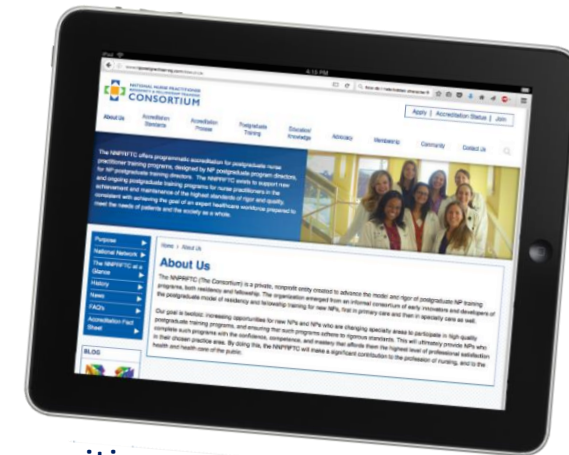 iPad
4:15 PM
NATIONAL NURSE PRACTITIONER
RESIDENCY & FELLOWSHIP TRAINING
CONSORTIUM
Apply | Accreditation Status | Join
About Us
Accreditation Standards
Accreditation Process
Postgraduate Training
Education/ Knowledge
Advocacy
Membership
Community
Contact Us
The NNPRFTC offers programmatic accreditation for postgraduate nurse
practitioner training programs, designed by NP postgraduate program directors,
for NP postgraduate training directors. The NNPRFTC exists to support new
and ongoing postgraduate training programs for nurse practitioners in the
achievement and maintenance of the highest standards of rigor and quality,
consistent with achieving the goal of an expert healthcare workforce prepared to
meet the needs of patients and the society as a whole.
Purpose
National Network
The NNPRFTC at a
Glance
History
News
FAQ's
Accreditation Fact
Sheet
BLOG
Home > About Us
About Us
The NNPRFTC (The Consortium) is a private, nonprofit entity created to advance the model and rigor of postgraduate NP training
programs, both residency and fellowship. The organization emerged from an informal consortium of early innovators and developers of
the postgraduate model of residency and fellowship training for new NPs, first in primary care and then in specialty care as well.
Our goal is twofold: increasing opportunities for new NPs and NPs who are changing specialty areas to participate in high quality
postgraduate training programs, and ensuring that such programs adhere to rigorous standards. This will ultimately provide NPs who
complete such programs with the confidence, competence, and mastery that affords them the highest level of professional satisfaction
in their chosen practice area. By doing this, the NNPRFTC will make a significant contribution to the profession of nursing, and to the
health and health care of the public.